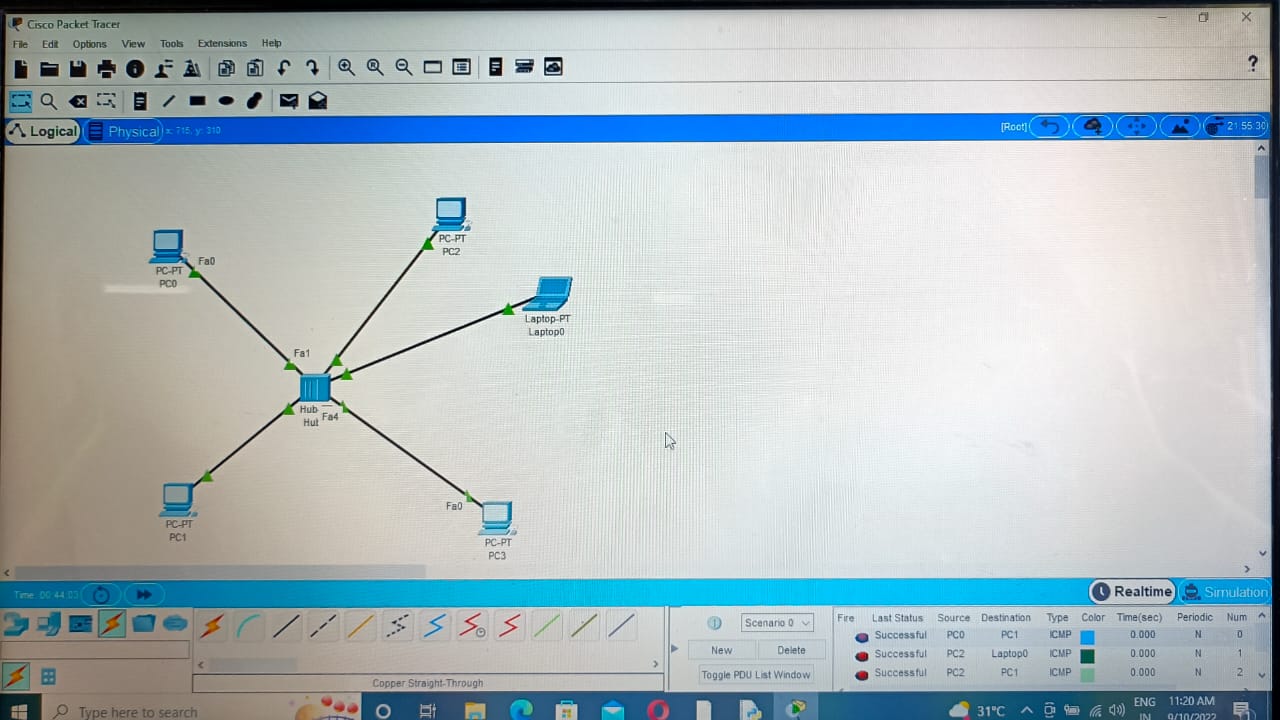 Cisco Packet Tracer
File Edit Options View Tools Extensions Help
?
Logical Physical x: 715, y: 310 [Root] 21:55:30
PC-PT
PC2
Fa0
PC-PT
PC0
Laptop-PT
Laptop0
Fa1
Hub
Fa4
Hub
Fa0
PC-PT
PC1
PC-PT
PC3
Time: 00:44:03 Realtime Simulation
Scenario 0
New Delete
Toggle PDU List Window
Copper Straight-Through
Fire Last Status Source Destination Type Color Time(sec) Periodic Num
Successful PC0 PC1 ICMP 0.000 N 0
Successful PC2 Laptop0 ICMP 0.000 N 1
Successful PC2 PC1 ICMP 0.000 N 2
Type here to search
31°C
ENG
IN
11:20 AM
9/10/2022